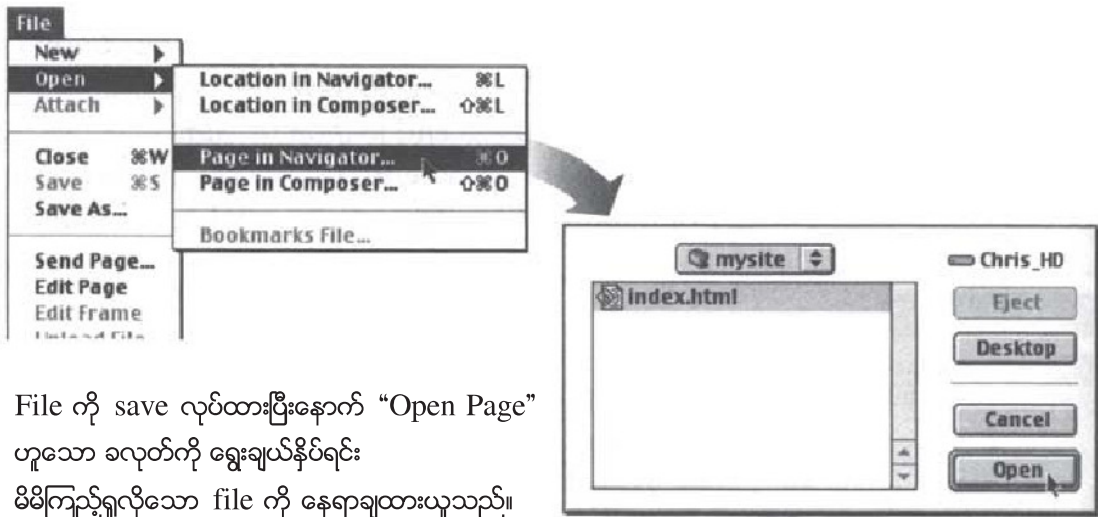 File
New
Open
Attach
Close ⌘W
Save ⌘S
Save As...
Send Page...
Edit Page
Edit Frame
Upload File
Location in Navigator... ⌘L
Location in Composer... ⇧⌘L
Page in Navigator... ⌘O
Page in Composer... ⇧⌘O
Bookmarks File...
mysite
Chris_HD
index.html
Eject
Desktop
Cancel
Open
File ကို save လုပ်ထားပြီးနောက် “Open Page”
ဟူသော ခလုတ်ကို ရွေးချယ်နှိပ်ရင်း
မိမိကြည့်ရှုလိုသော file ကို နေရာချထားယူသည်။